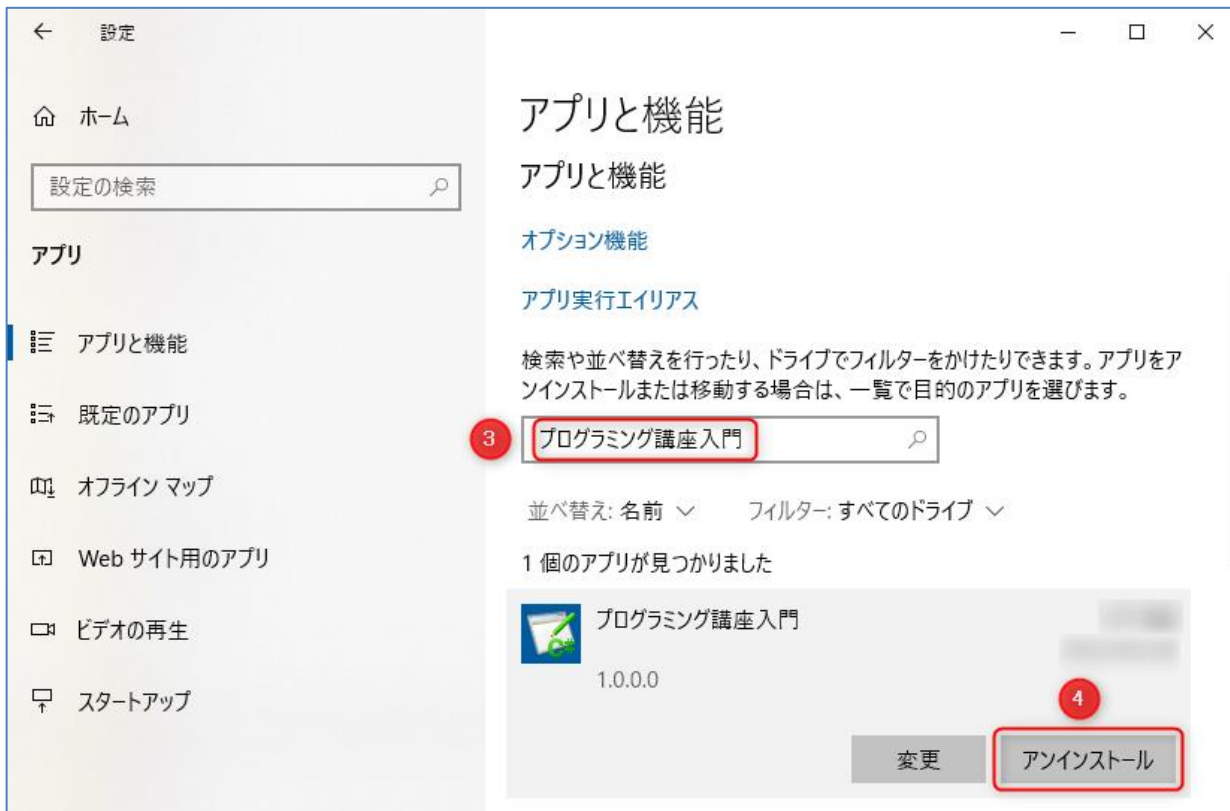 設定
ホーム
設定の検索
アプリ
アプリと機能
既定のアプリ
オフライン マップ
Web サイト用のアプリ
ビデオの再生
スタートアップ
アプリと機能
アプリと機能
オプション機能
アプリ実行エイリアス
検索や並べ替えを行ったり、ドライブでフィルターをかけたりできます。アプリをア
ンインストールまたは移動する場合は、一覧で目的のアプリを選びます。
3 プログラミング講座入門
並べ替え: 名前 フィルター: すべてのドライブ
1 個のアプリが見つかりました
プログラミング講座入門
1.0.0.0
4
変更 アンインストール